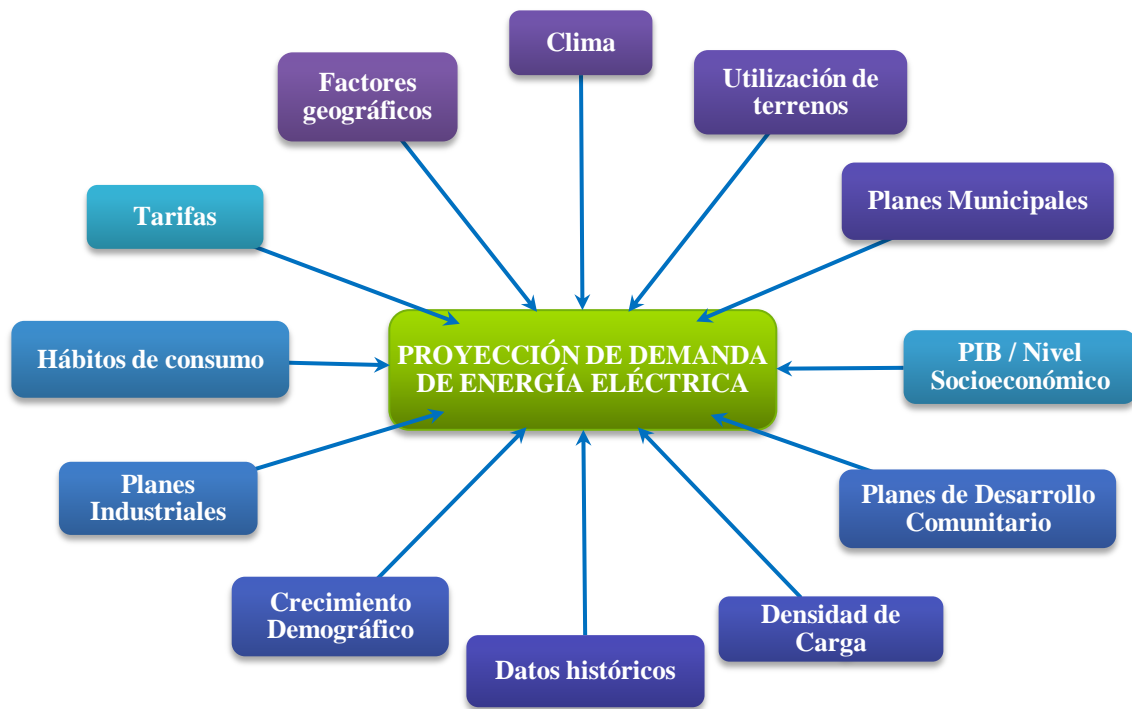 Clima
Factores
geográficos
Utilización de
terrenos
Tarifas
Planes Municipales
Hábitos de consumo
PROYECCIÓN DE DEMANDA
DE ENERGÍA ELÉCTRICA
PIB / Nivel
Socioeconómico
Planes
Industriales
Planes de Desarrollo
Comunitario
Crecimiento
Demográfico
Densidad de
Carga
Datos históricos